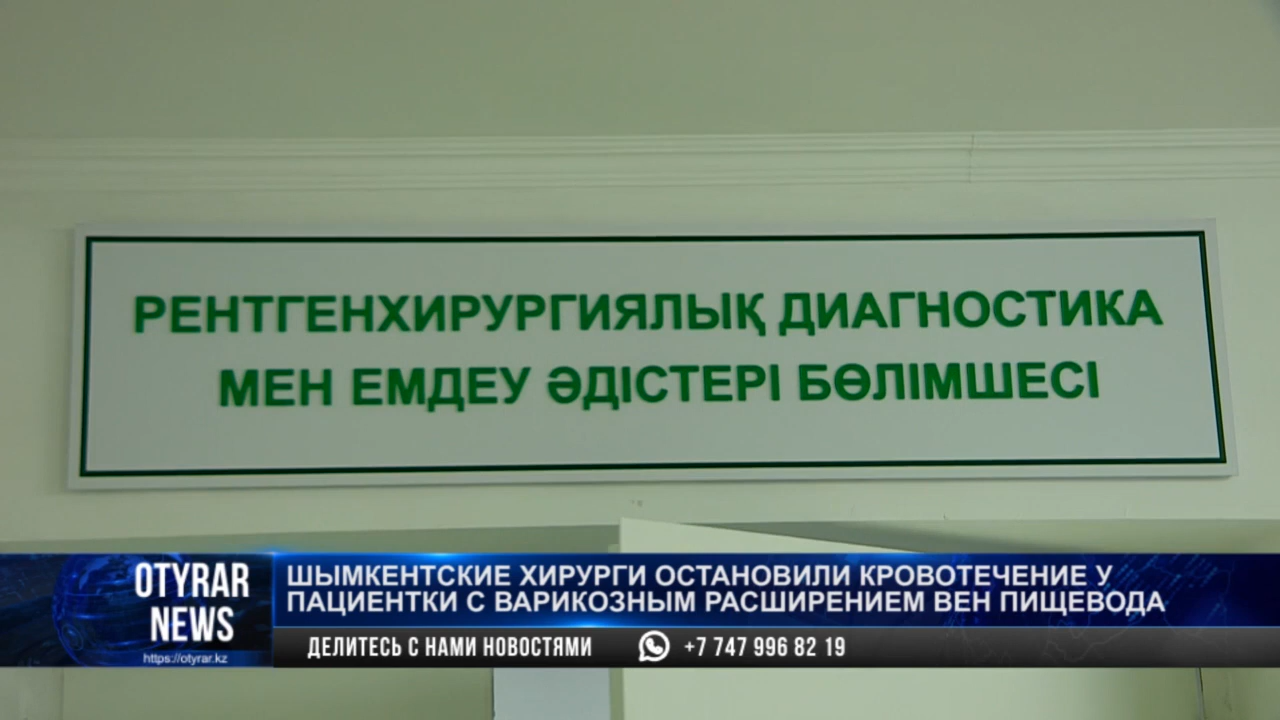 РЕНТГЕНХИРУРГИЯЛЫҚ ДИАГНОСТИКА
МЕН ЕМДЕУ ӘДІСТЕРІ БӨЛІМШЕСІ
OTYRAR
NEWS
https://otyrar.kz
ШЫМКЕНТСКИЕ ХИРУРГИ ОСТАНОВИЛИ КРОВОТЕЧЕНИЕ У
ПАЦИЕНТКИ С ВАРИКОЗНЫМ РАСШИРЕНИЕМ ВЕН ПИЩЕВОДА
ДЕЛИТЕСЬ С НАМИ НОВОСТЯМИ +7 747 996 82 19